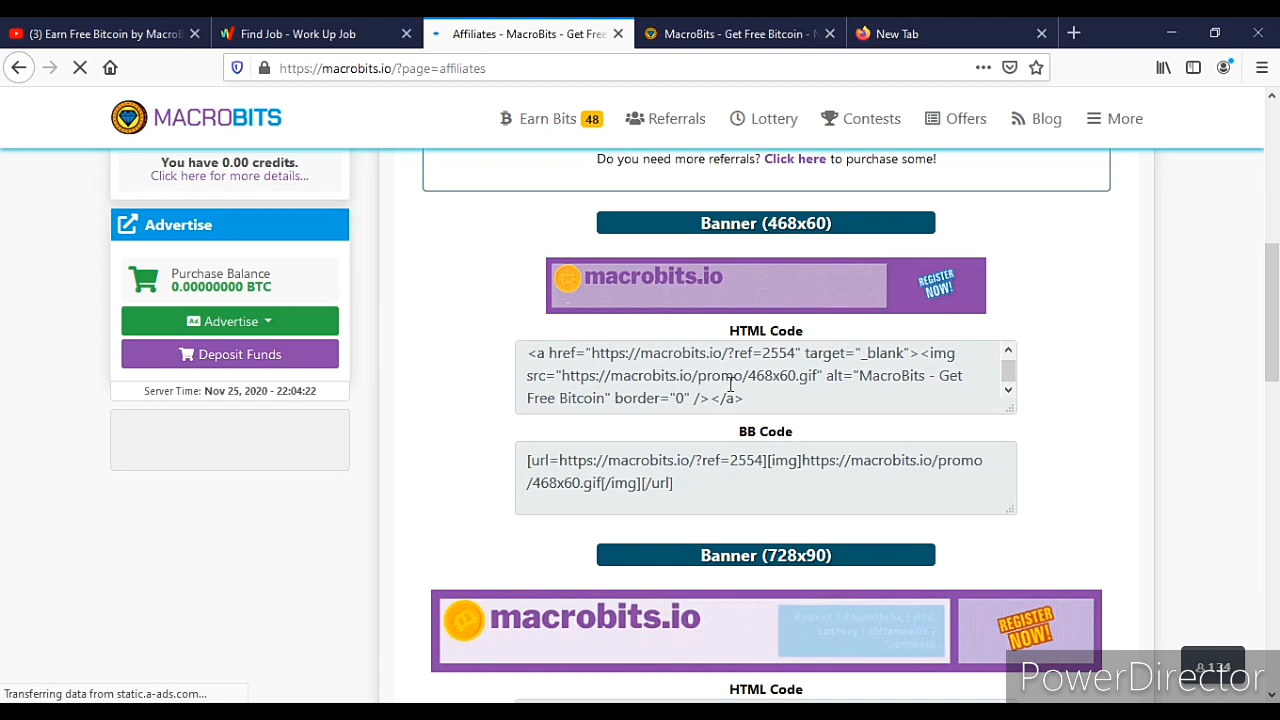 (3) Earn Free Bitcoin by MacroB
Find Job - Work Up Job
Affiliates - MacroBits - Get Free
MacroBits - Get Free Bitcoin -
New Tab
https://macrobits.io/?page=affiliates
MACROBITS
Earn Bits 48
Referrals
Lottery
Contests
Offers
Blog
More
You have 0.00 credits.
Click here for more details...
Do you need more referrals? Click here to purchase some!
Advertise
Purchase Balance
0.00000000 BTC
Ad Advertise
Deposit Funds
Server Time: Nov 25, 2020 - 22:04:22
Banner (468x60)
macrobits.io
REGISTER
NOW!
HTML Code
<a href="https://macrobits.io/?ref=2554" target="_blank"><img
src="https://macrobits.io/promo/468x60.gif" alt="MacroBits - Get
Free Bitcoin" border="0" /></a>
BB Code
[url=https://macrobits.io/?ref=2554][img]https://macrobits.io/promo
/468x60.gif[/img][/url]
Banner (728x90)
macrobits.io
REGISTER
NOW!
HTML Code
Transferring data from static.a-ads.com...
PowerDirector